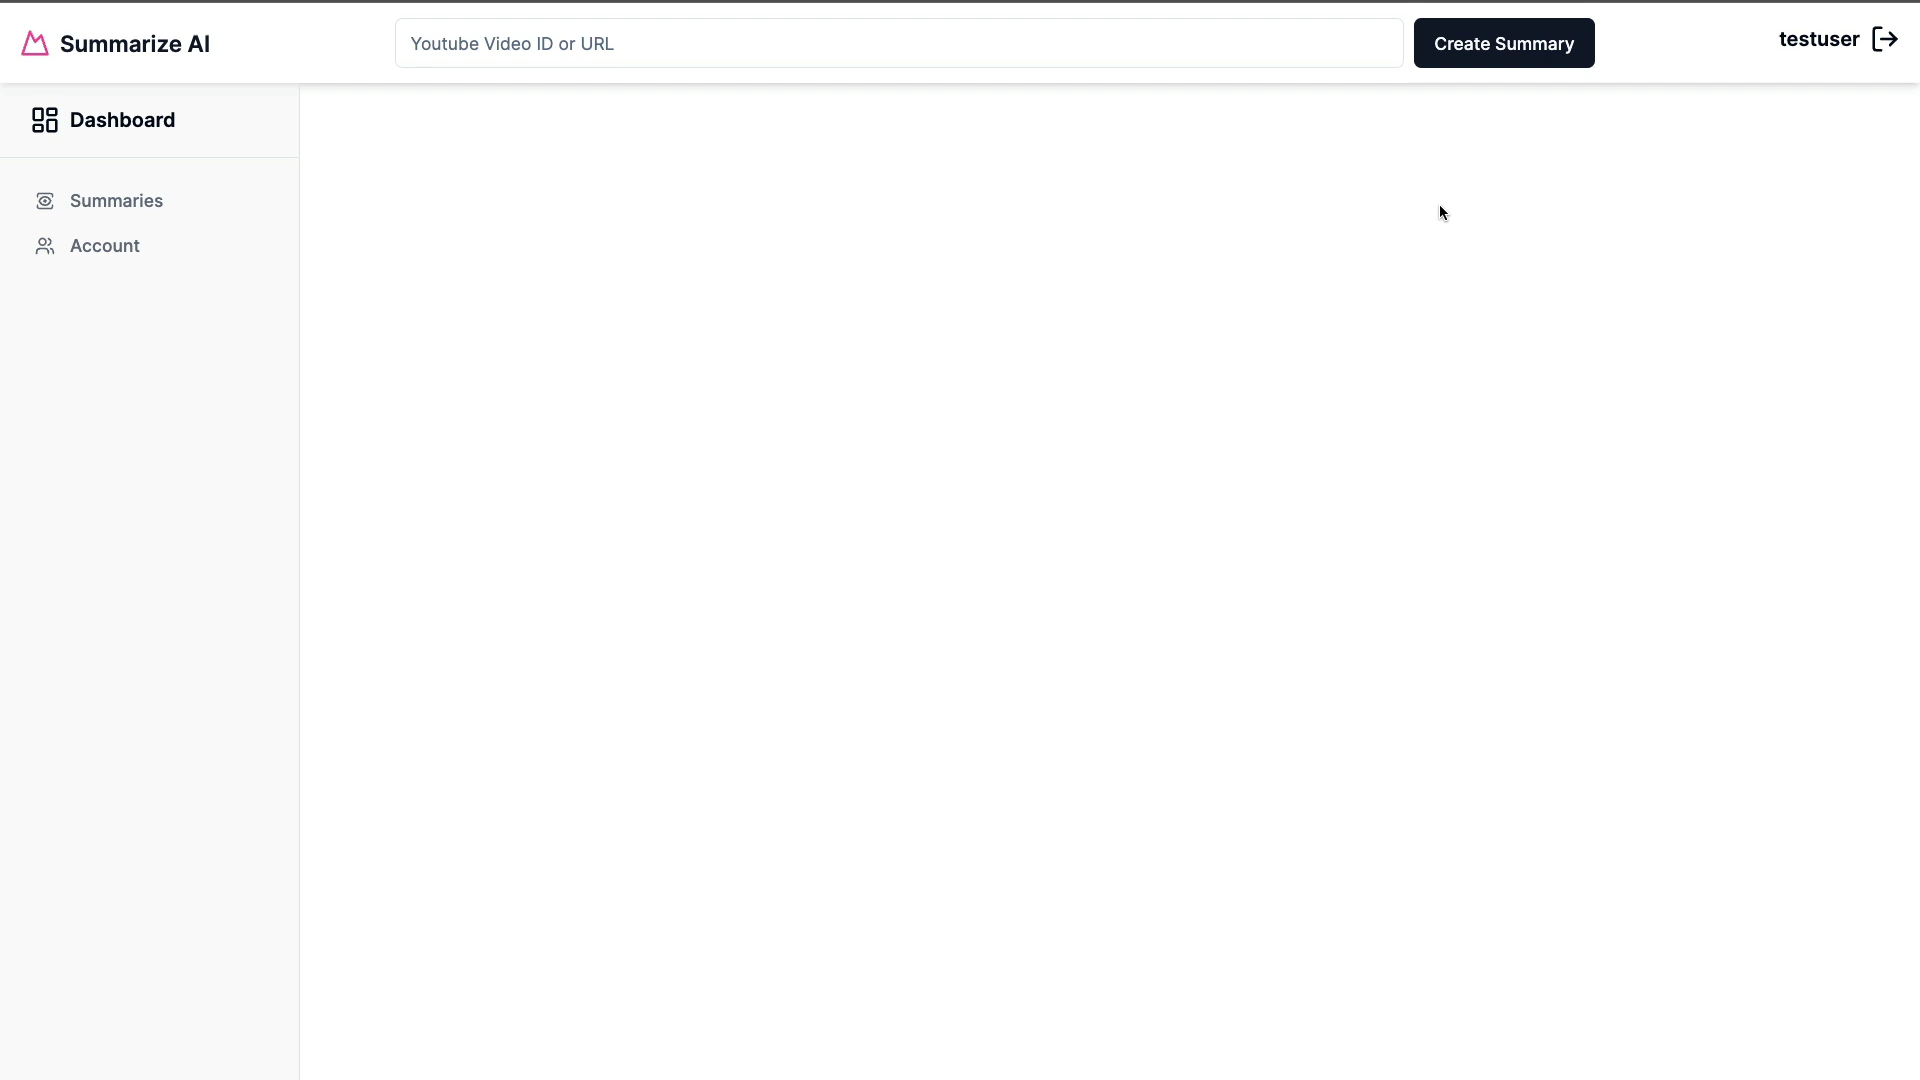 Summarize AI
Youtube Video ID or URL
Create Summary
testuser
Dashboard
Summaries
Account